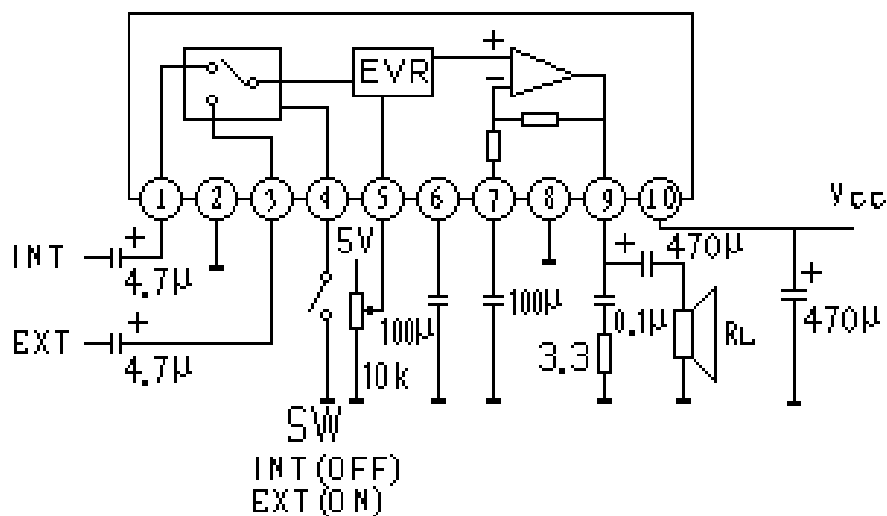 EVR
+
−
1 2 3 4 5 6 7 8 9 10
Vcc
INT
+
4.7μ
5V
+
470μ
+
EXT
+
4.7μ
100μ
100μ
0.1μ
RL
470μ
3.3
10k
SW
INT(OFF)
EXT(ON)